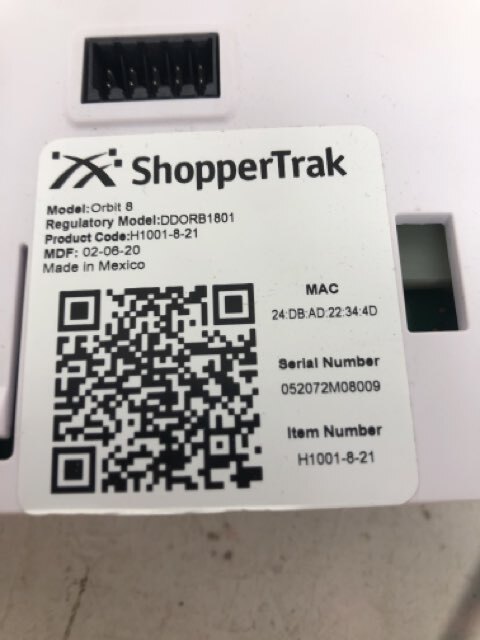 ShopperTrak
Model:Orbit 8
Regulatory Model:DDORB1801
Product Code:H1001-8-21
MDF: 02-06-20
Made in Mexico
MAC
24:DB:AD:22:34:4D
Serial Number
052072M08009
Item Number
H1001-8-21